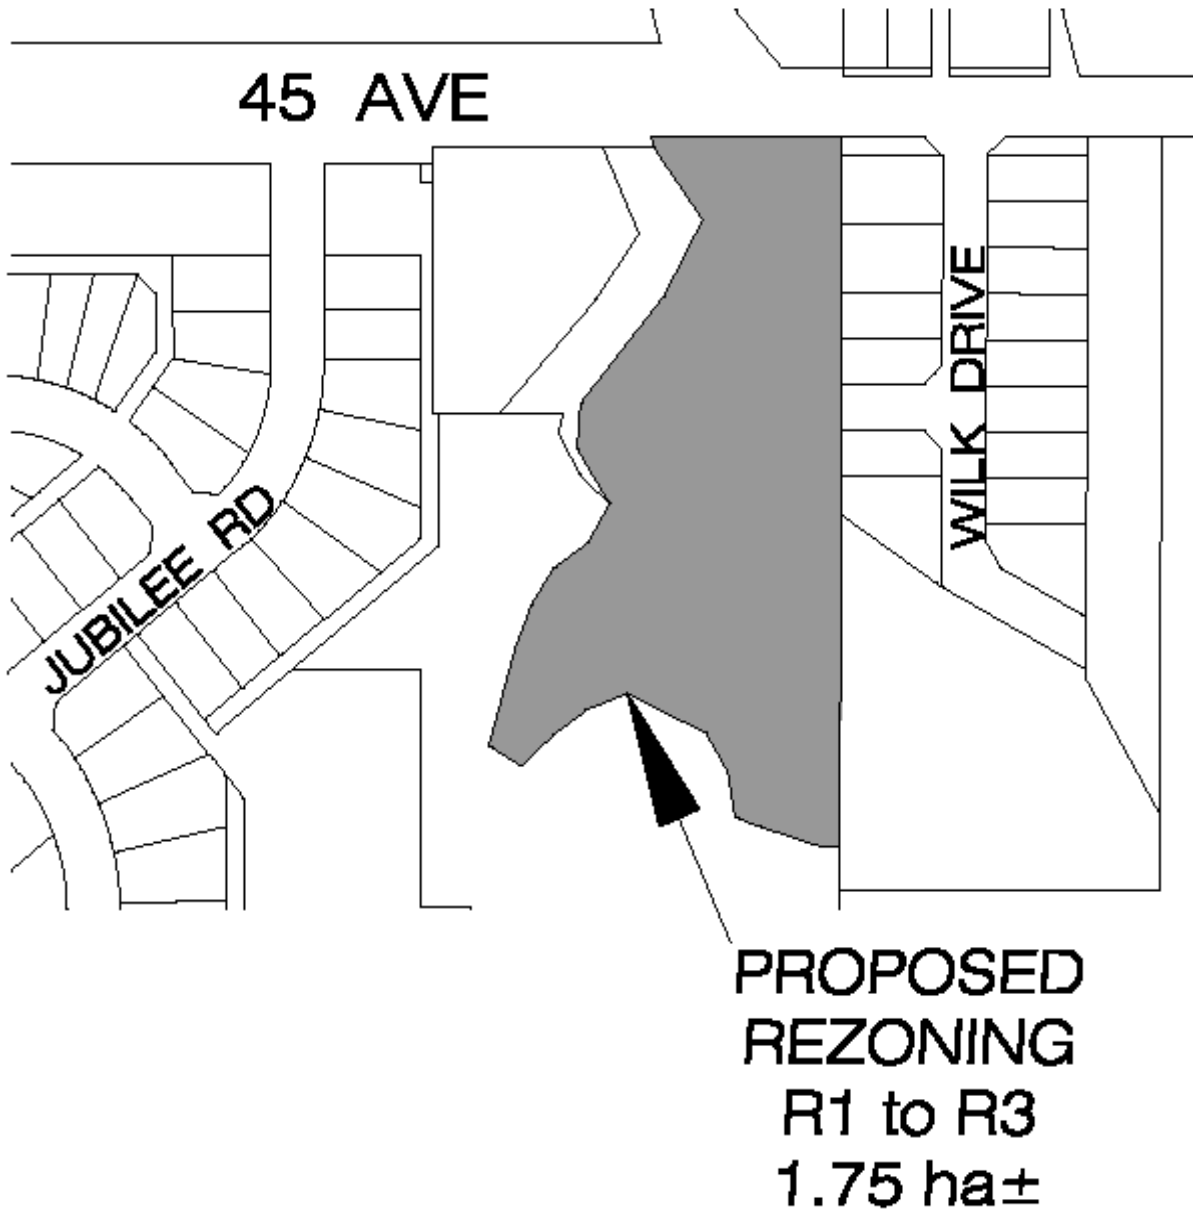 45 AVE
WILK DRIVE
JUBILEE RD
PROPOSED
REZONING
R1 to R3
1.75 ha±